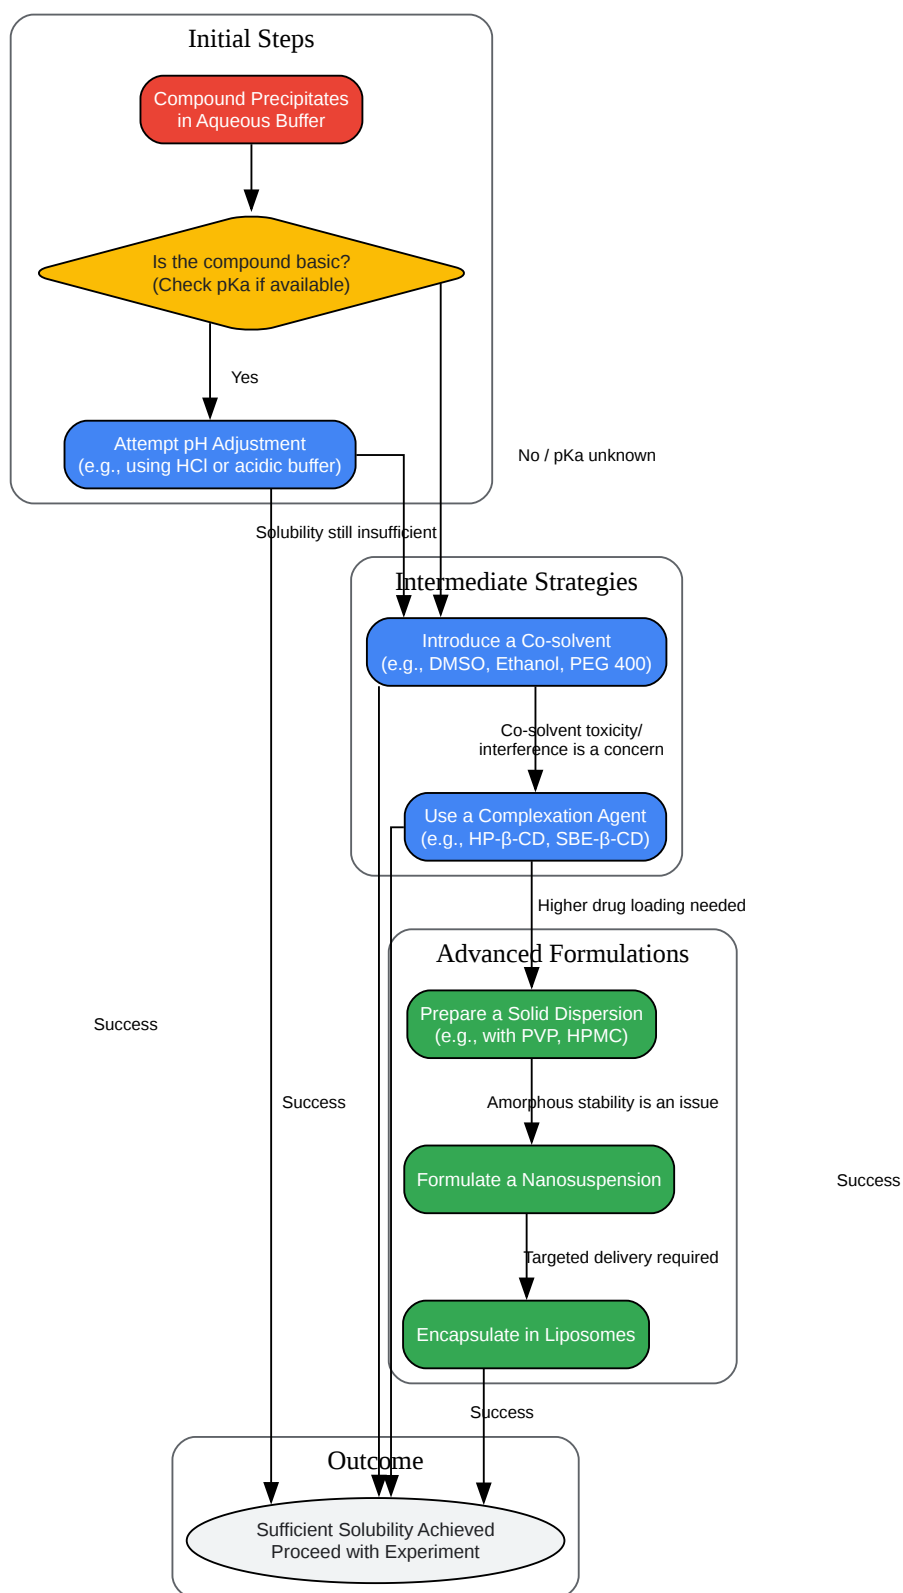 Initial Steps
Compound Precipitates
in Aqueous Buffer
Is the compound basic?
(Check pKa if available)
Yes
Attempt pH Adjustment
(e.g., using HCl or acidic buffer)
No / pKa unknown
Solubility still insufficient
Intermediate Strategies
Introduce a Co-solvent
(e.g., DMSO, Ethanol, PEG 400)
Co-solvent toxicity/
interference is a concern
Use a Complexation Agent
(e.g., HP-β-CD, SBE-β-CD)
Higher drug loading needed
Advanced Formulations
Prepare a Solid Dispersion
(e.g., with PVP, HPMC)
Success
Success
Amorphous stability is an issue
Formulate a Nanosuspension
Success
Targeted delivery required
Encapsulate in Liposomes
Success
Outcome
Sufficient Solubility Achieved
Proceed with Experiment